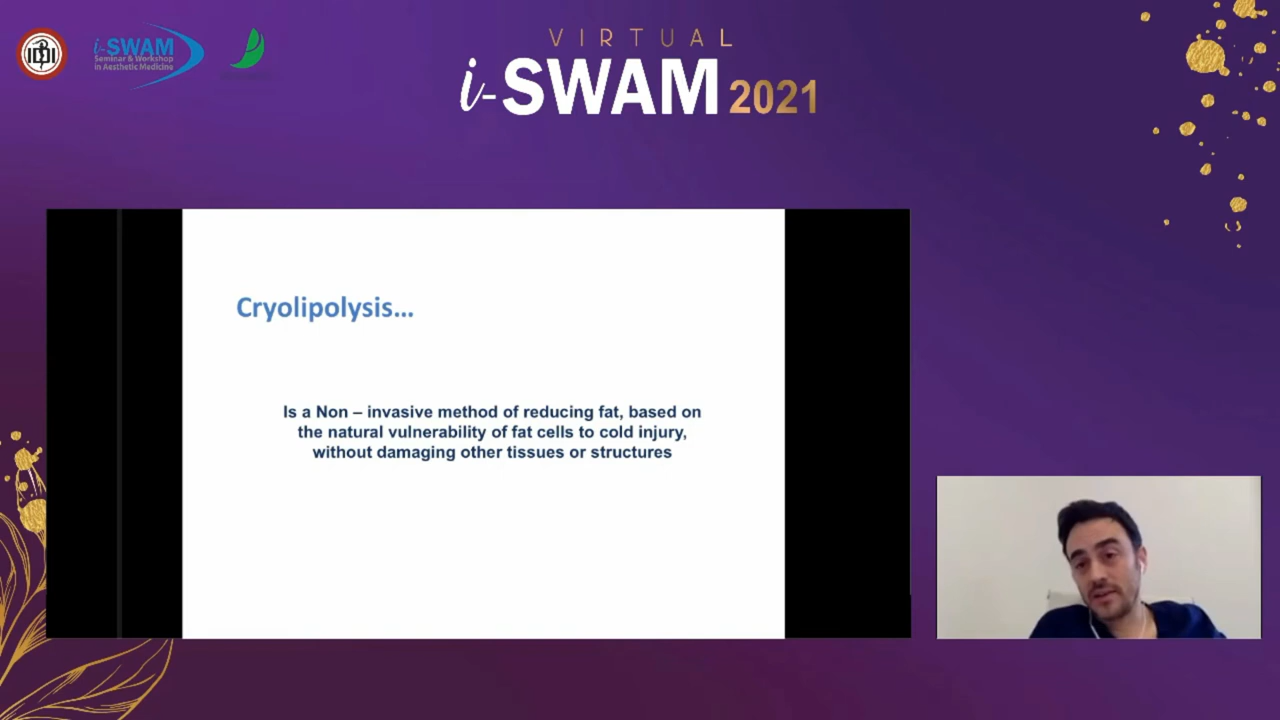 i-SWAM
Seminar & Workshop
in Aesthetic Medicine
VIRTUAL
i-SWAM 2021
Cryolipolysis...
Is a Non – invasive method of reducing fat, based on
the natural vulnerability of fat cells to cold injury,
without damaging other tissues or structures